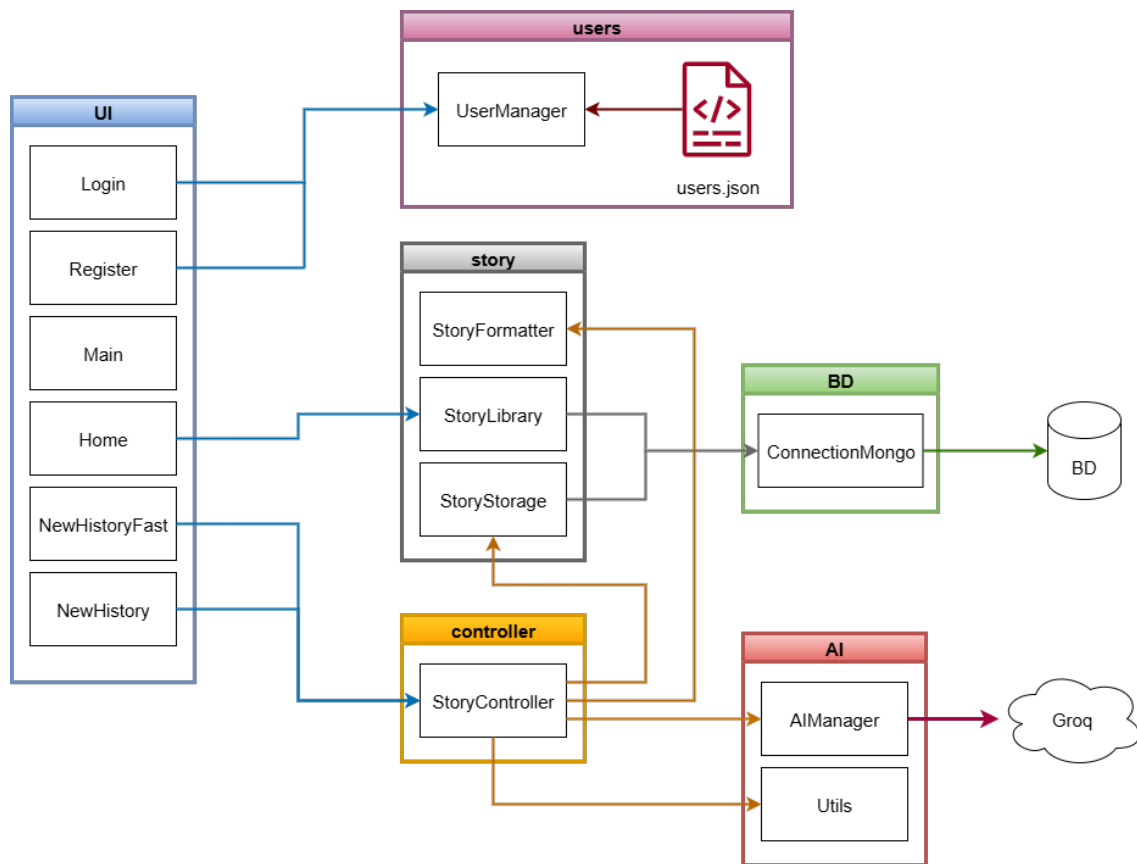 users
UserManager
</>
users.json
UI
Login
Register
Main
Home
NewHistoryFast
NewHistory
story
StoryFormatter
StoryLibrary
StoryStorage
BD
ConnectionMongo
BD
controller
StoryController
AI
AIManager
Utils
Groq